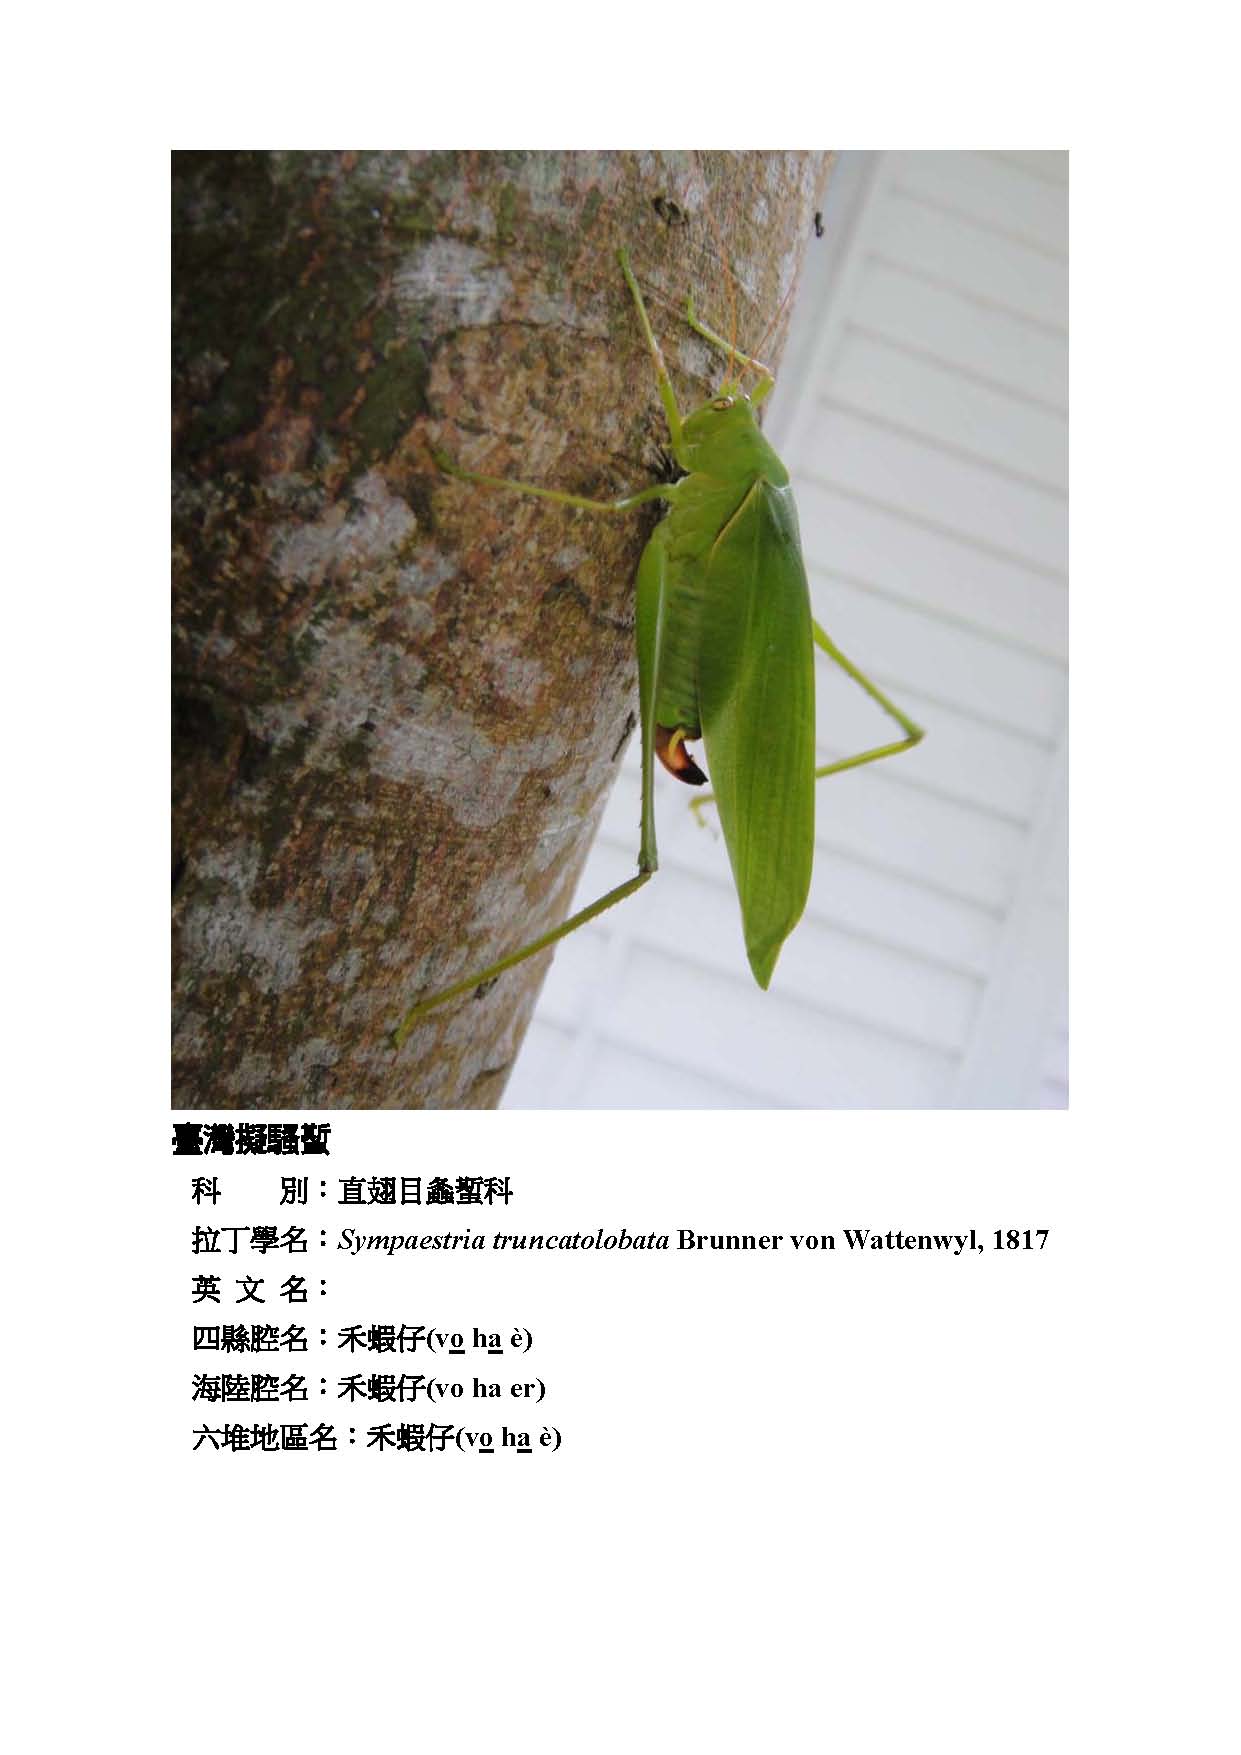 臺灣擬騷螽
科　　別：直翅目螽蟴科
拉丁學名：Sympaestria truncatolobata Brunner von Wattenwyl, 1817
英 文 名：
四縣腔名：禾蝦仔(vo ha è)
海陸腔名：禾蝦仔(vo ha er)
六堆地區名：禾蝦仔(vo ha è)